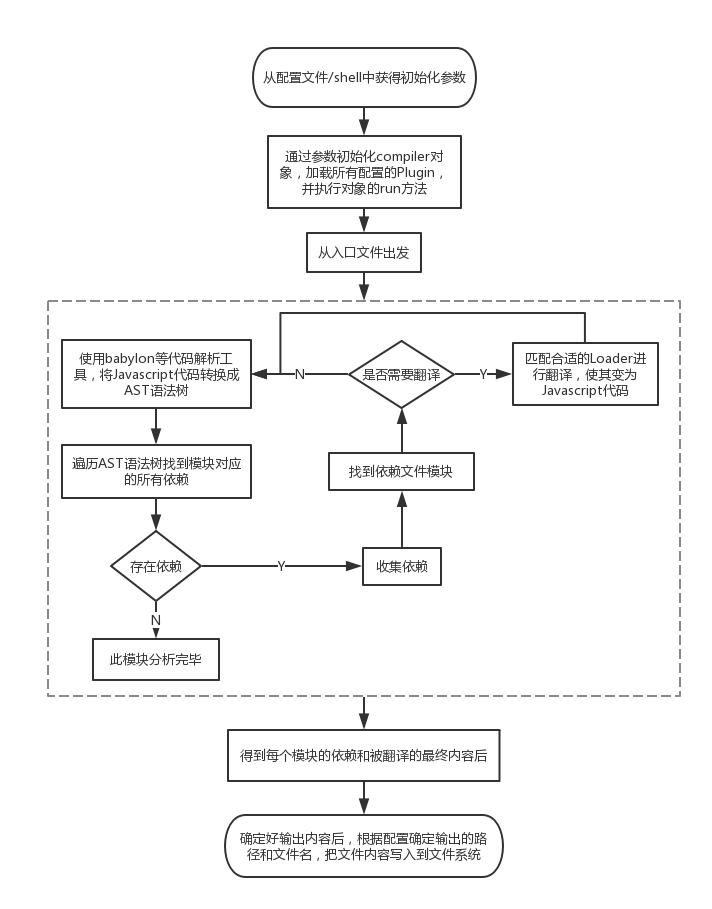 从配置文件/shell中获得初始化参数
通过参数初始化compiler对
象，加载所有配置的Plugin，
并执行对象的run方法
从入口文件出发
使用babylon等代码解析工
具，将Javascript代码转换成
AST语法树
N
是否需要翻译
Y
匹配合适的Loader进
行翻译，使其变为
Javascript代码
遍历AST语法树找到模块对应
的所有依赖
找到依赖文件模块
存在依赖
Y
收集依赖
N
此模块分析完毕
得到每个模块的依赖和被翻译的最终内容后
确定好输出内容后，根据配置确定输出的路
径和文件名，把文件内容写入到文件系统